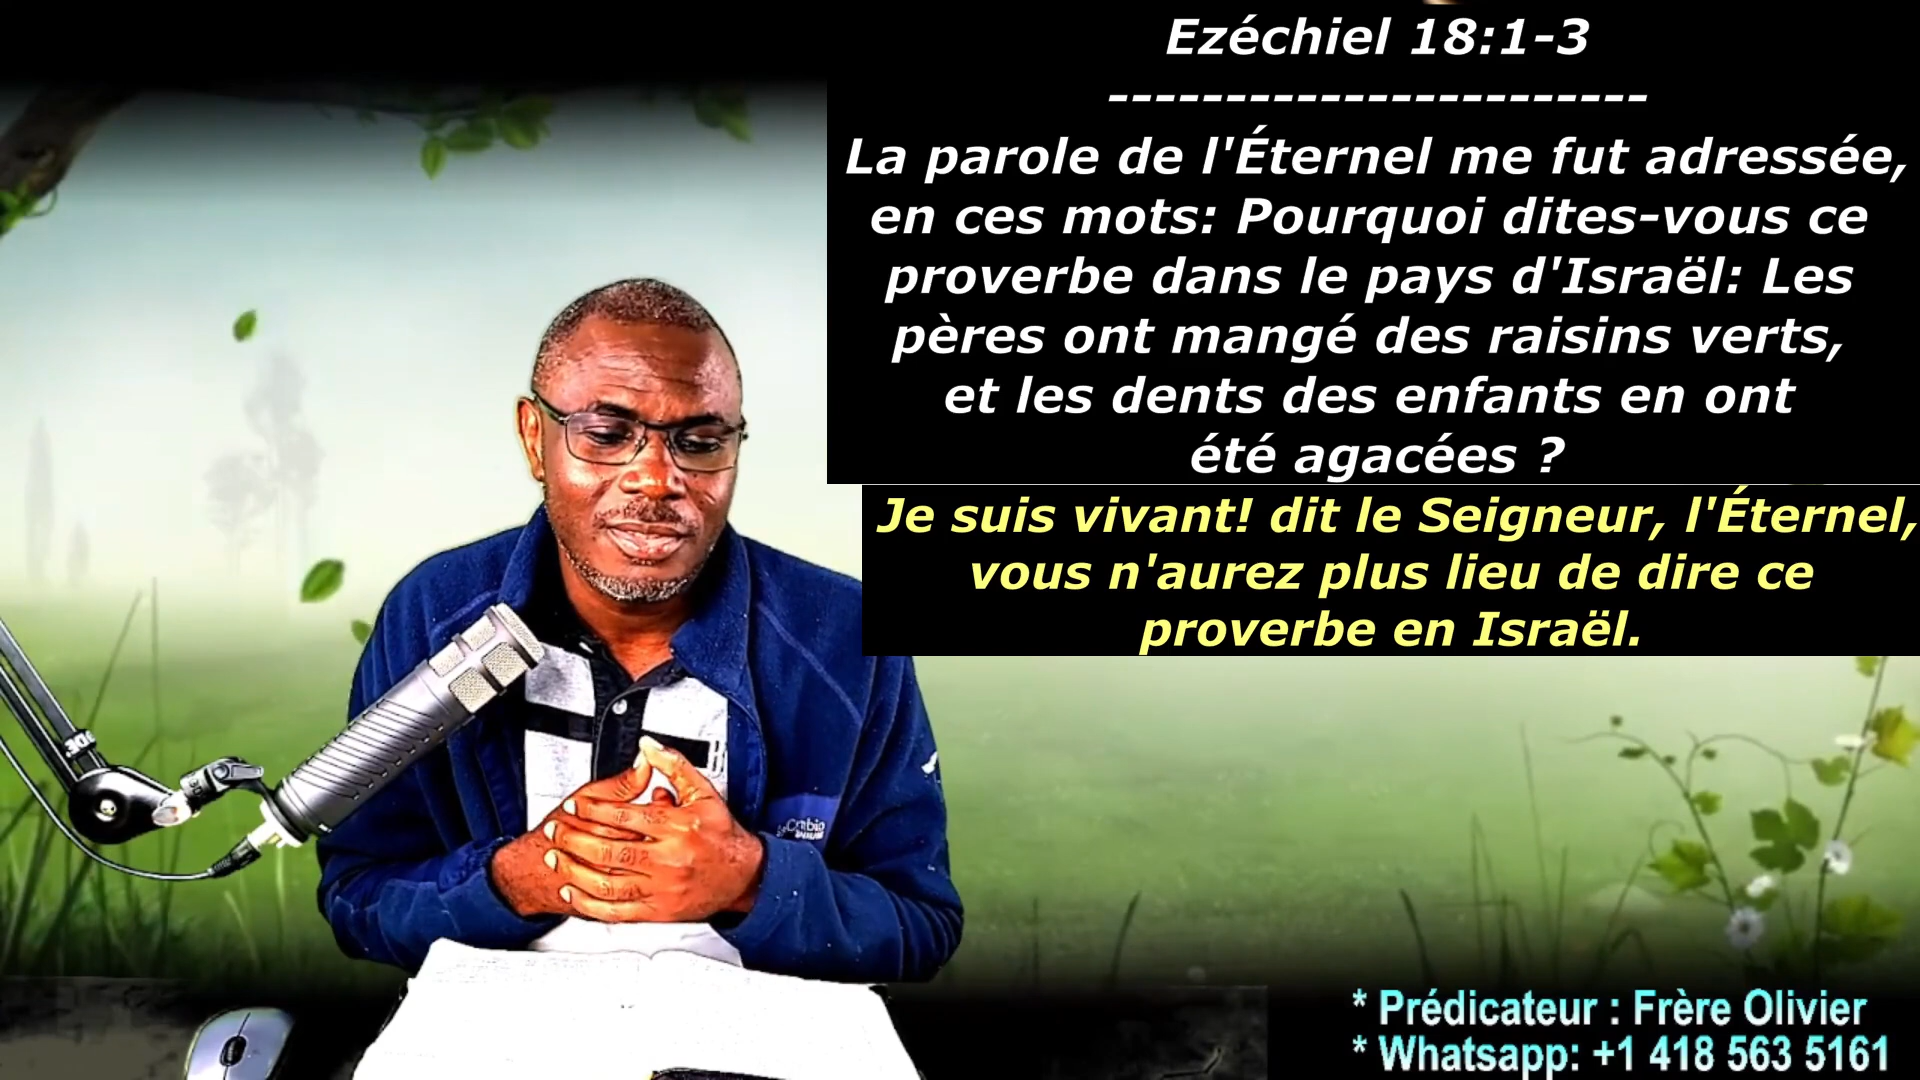 Ezéchiel 18:1-3
-----------------------
La parole de l'Éternel me fut adressée,
en ces mots: Pourquoi dites-vous ce
proverbe dans le pays d'Israël: Les
pères ont mangé des raisins verts,
et les dents des enfants en ont
été agacées ?
Je suis vivant! dit le Seigneur, l'Éternel,
vous n'aurez plus lieu de dire ce
proverbe en Israël.
* Prédicateur : Frère Olivier
* Whatsapp: +1 418 563 5161